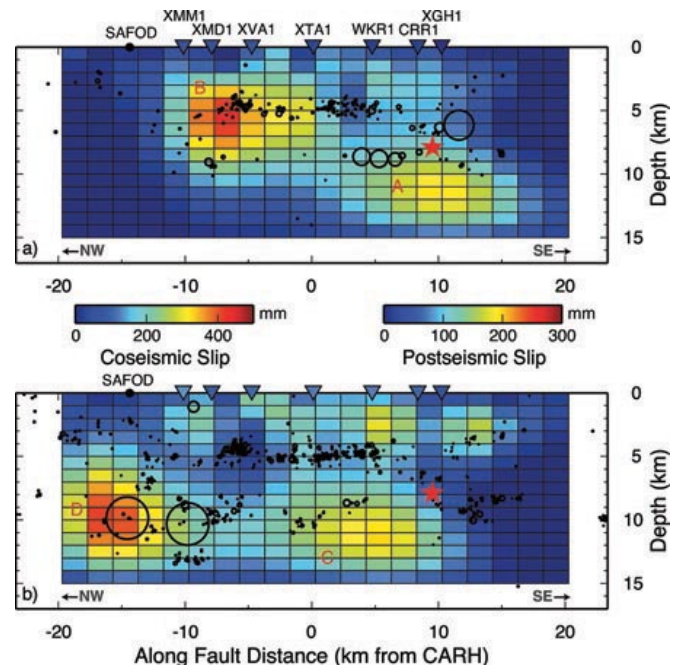 XMM1 XGH1
SAFOD XMD1 XVA1 XTA1 WKR1 CRR1
0
B
5
A
10
15
Depth (km)
a) ←NW SE→
-20 -10 0 10 20
0 200 400 mm 0 100 200 300 mm
Coseismic Slip Postseismic Slip
SAFOD
0
5
D
10
C
15
Depth (km)
b) ←NW SE→
-20 -10 0 10 20
Along Fault Distance (km from CARH)